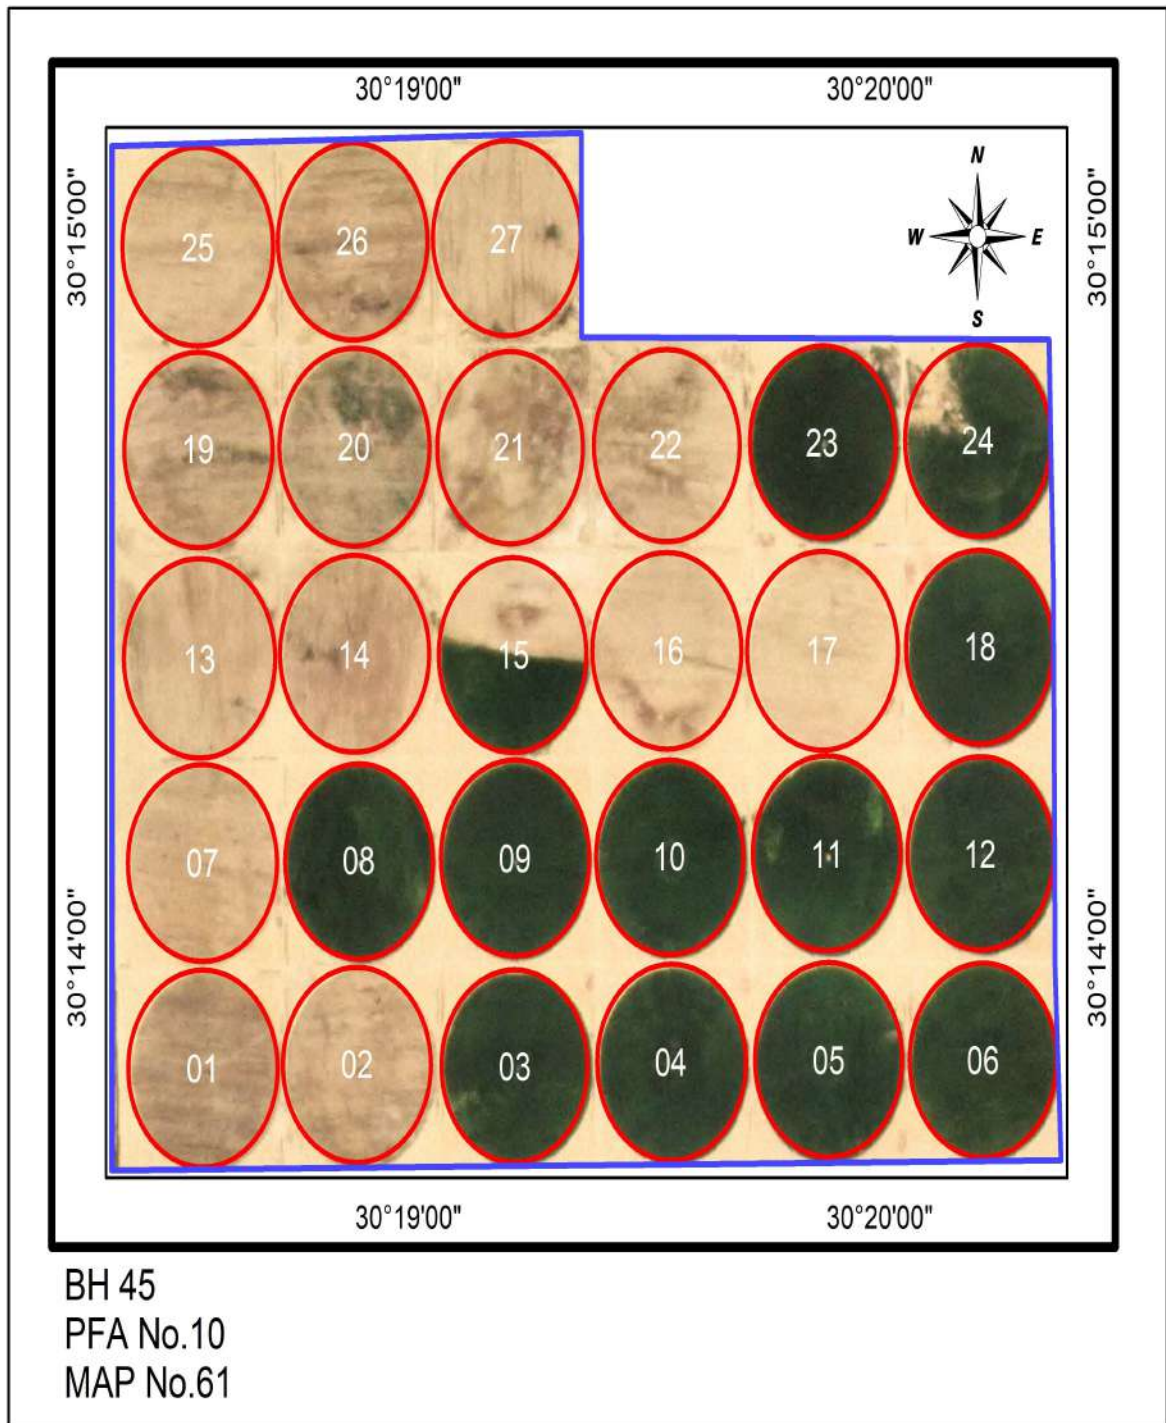 30°19'00" 30°20'00"
30°15'00"
30°15'00"
N
W E
S
25 26 27
19 20 21 22 23 24
13 14 15 16 17 18
07 08 09 10 11 12
30°14'00"
30°14'00"
01 02 03 04 05 06
30°19'00" 30°20'00"
BH 45
PFA No.10
MAP No.61